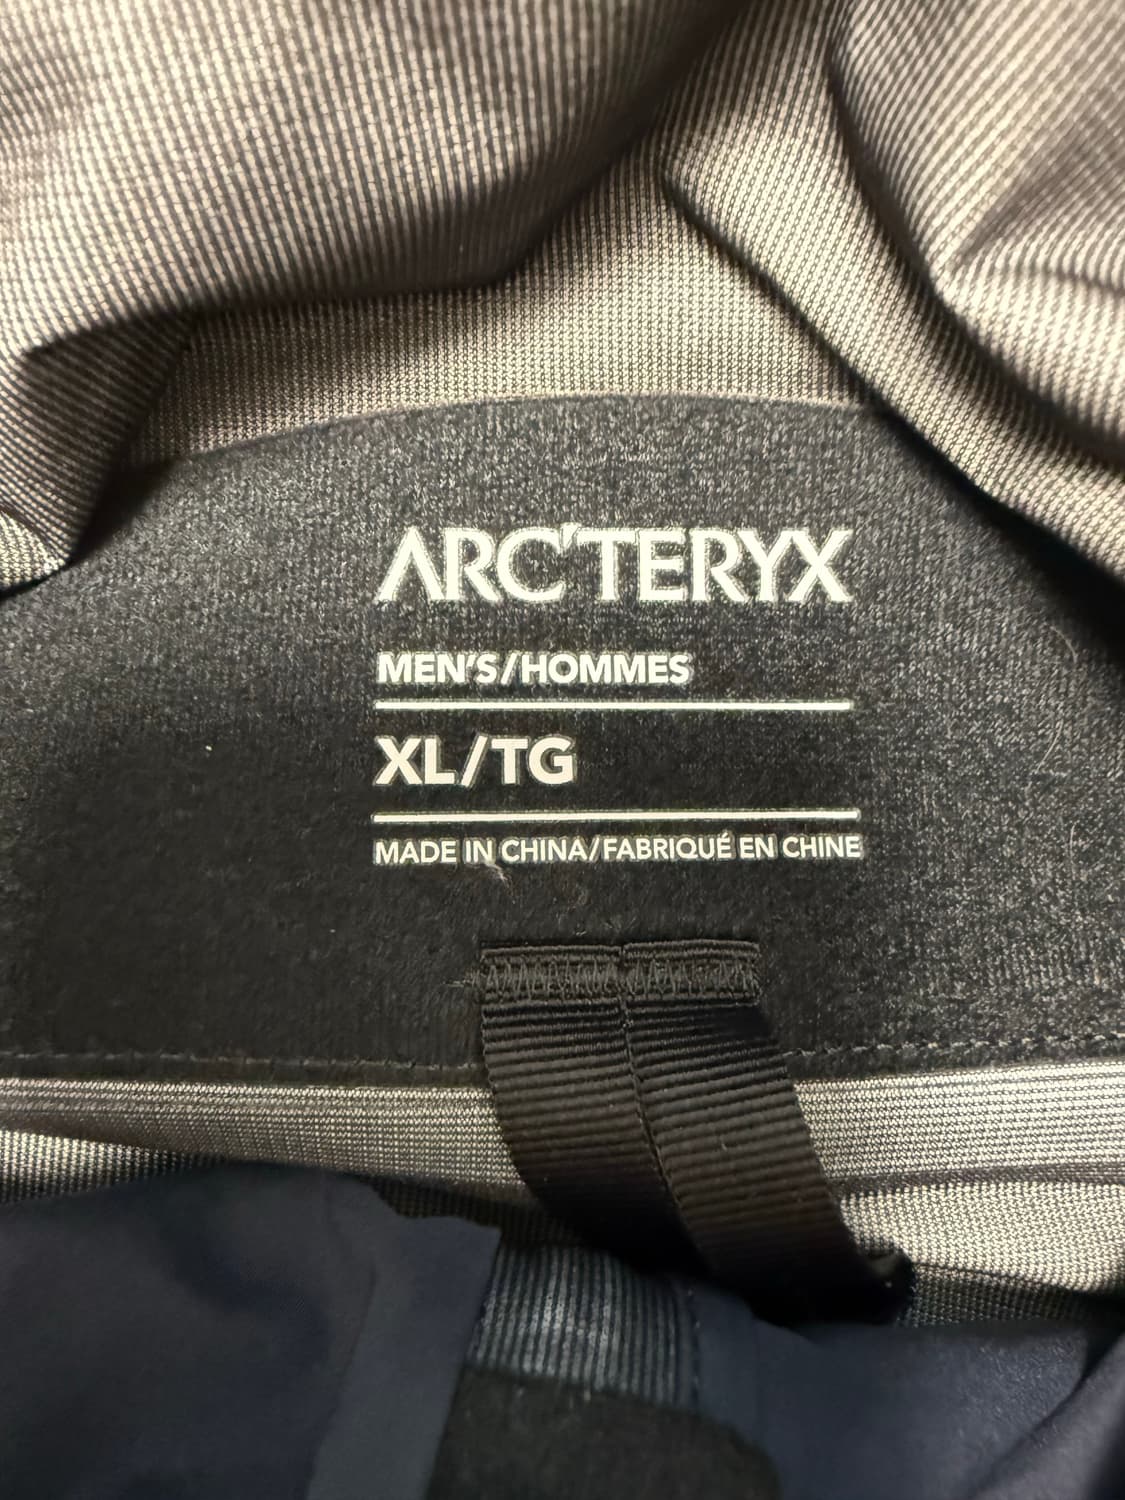 ARC'TERYX
MEN'S/HOMMES
XL/TG
MADE IN CHINA/FABRIQUÉ EN CHINE